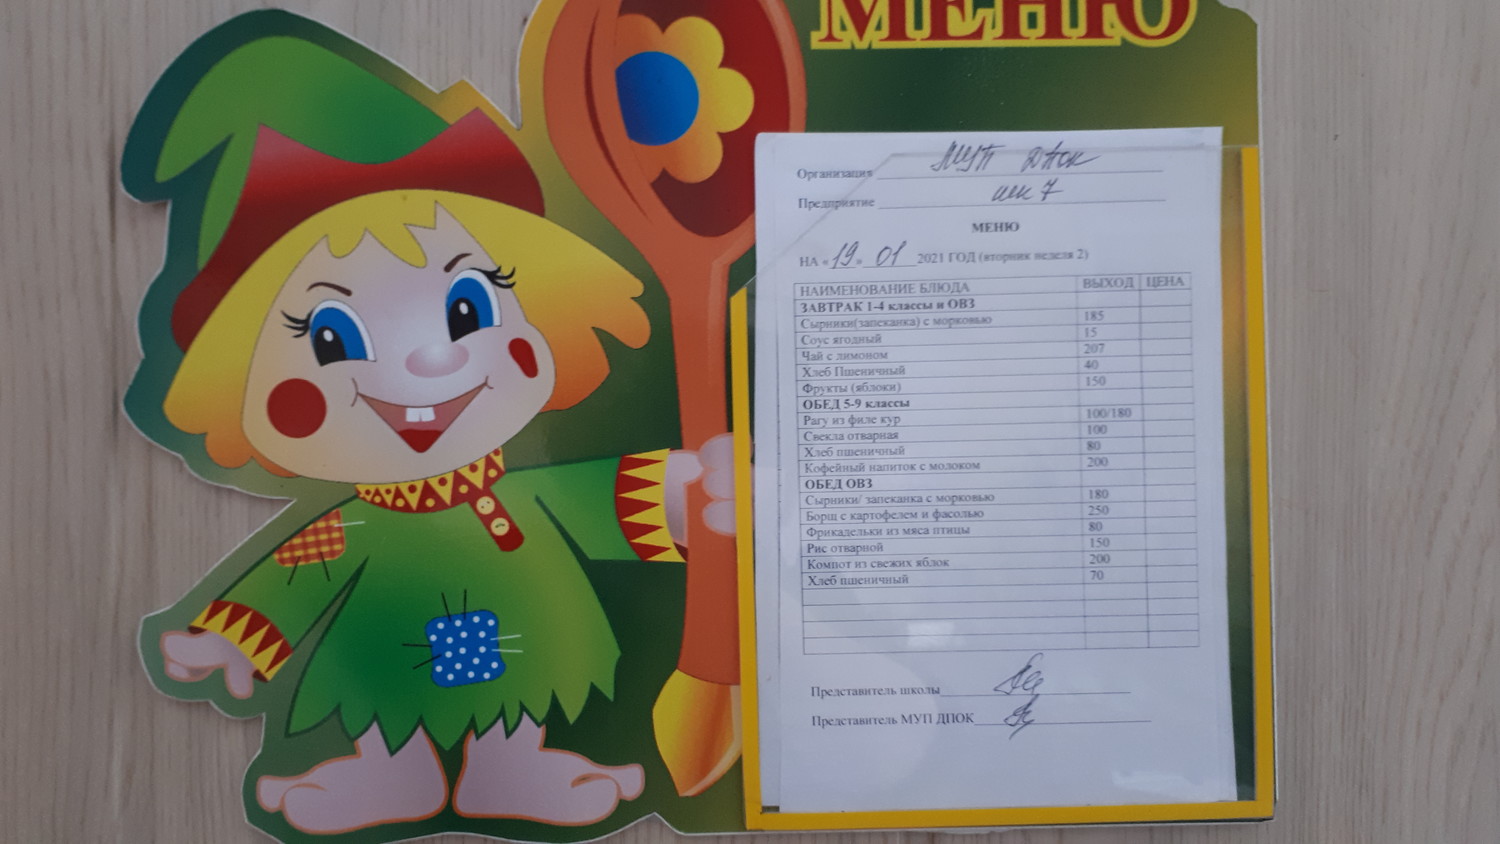 МЕНЮ
Организация МУП ДПОК
Предприятие шк 7
МЕНЮ
НА «19» 01 2021 ГОД (вторник неделя 2)
НАИМЕНОВАНИЕ БЛЮДА ВЫХОД ЦЕНА
ЗАВТРАК 1-4 классы и ОВЗ
Сырники(запеканка) с морковью 185
Соус ягодный 15
Чай с лимоном 207
Хлеб Пшеничный 40
Фрукты (яблоки) 150
ОБЕД 5-9 классы
Рагу из филе кур 100/180
Свекла отварная 100
Хлеб пшеничный 80
Кофейный напиток с молоком 200
ОБЕД ОВЗ
Сырники/ запеканка с морковью 180
Борщ с картофелем и фасолью 250
Фрикадельки из мяса птицы 80
Рис отварной 150
Компот из свежих яблок 200
Хлеб пшеничный 70
Представитель школы
Представитель МУП ДПОК